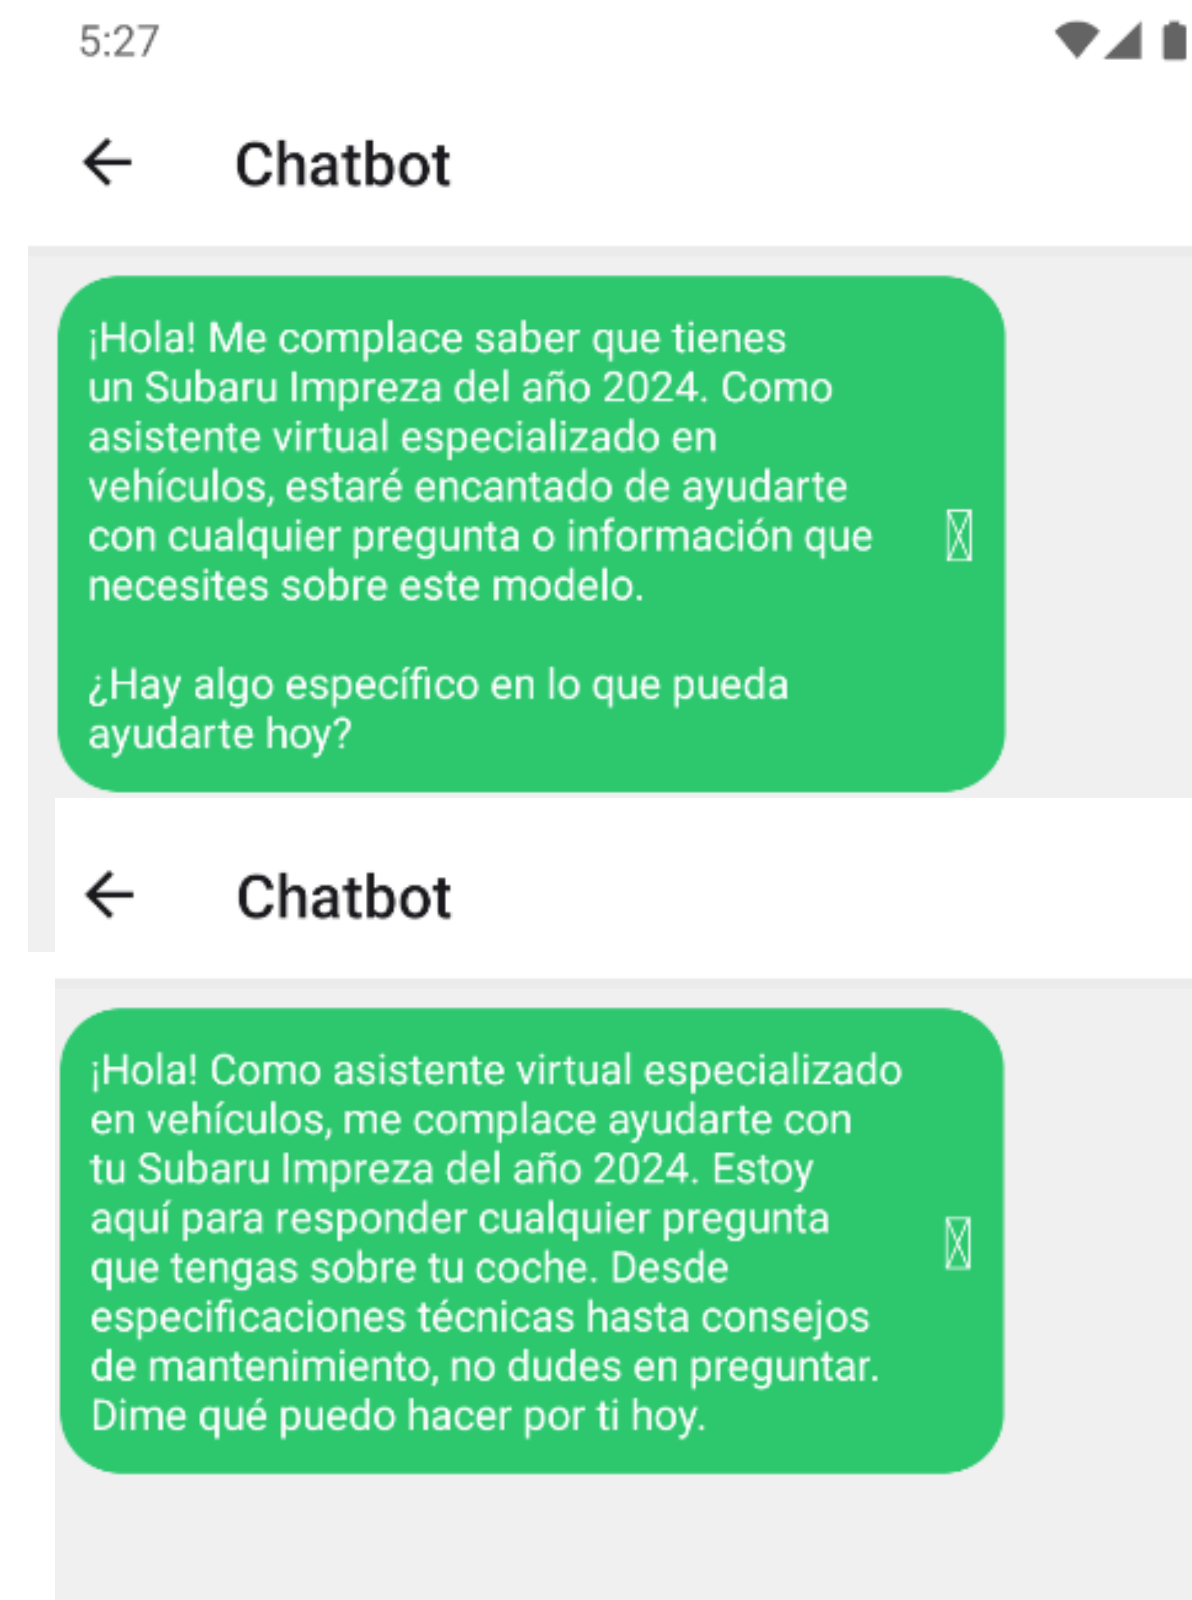 5:27
Chatbot
¡Hola! Me complace saber que tienes
un Subaru Impreza del año 2024. Como
asistente virtual especializado en
vehículos, estaré encantado de ayudarte
con cualquier pregunta o información que
necesites sobre este modelo.
¿Hay algo específico en lo que pueda
ayudarte hoy?
Chatbot
¡Hola! Como asistente virtual especializado
en vehículos, me complace ayudarte con
tu Subaru Impreza del año 2024. Estoy
aquí para responder cualquier pregunta
que tengas sobre tu coche. Desde
especificaciones técnicas hasta consejos
de mantenimiento, no dudes en preguntar.
Dime qué puedo hacer por ti hoy.